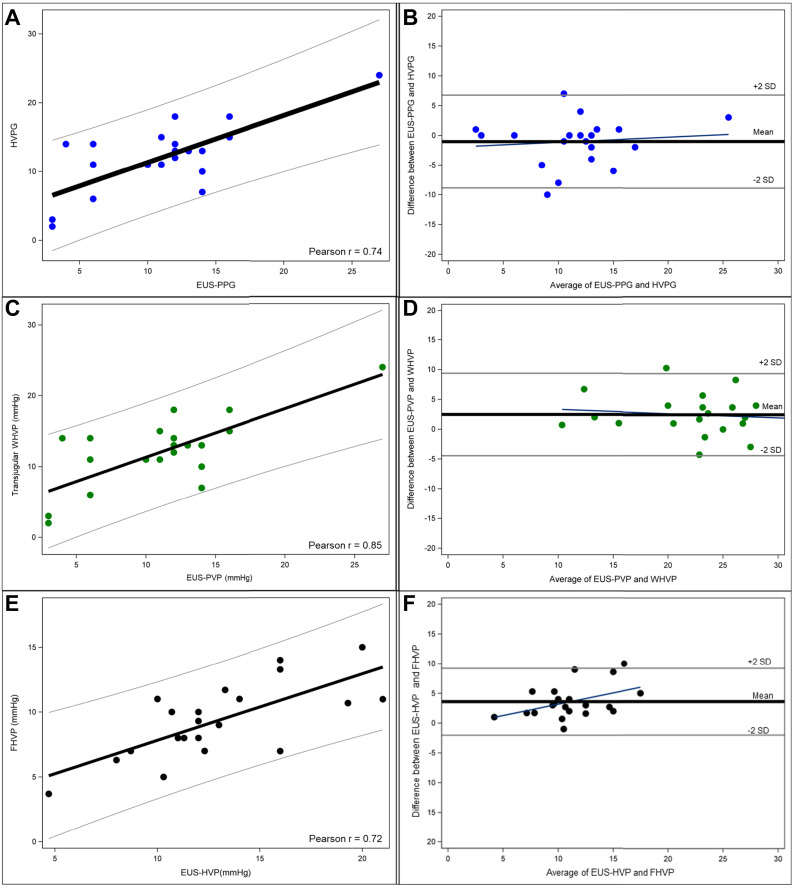 A
HVPG
30
20
10
0
5 10 15 20 25
EUS-PPG
Pearson r = 0.74
B
Difference between EUS-PPG and HVPG
20
15
10
5
0
-5
-10
-15
-20
+2 SD
Mean
-2 SD
0 5 10 15 20 25 30
Average of EUS-PPG and HVPG
C
Transjugular WHVP (mmHg)
30
20
10
0
5 10 15 20 25
EUS-PVP (mmHg)
Pearson r = 0.85
D
Difference between EUS-PVP and WHVP
20
15
10
5
0
-5
-10
-15
-20
+2 SD
Mean
-2 SD
0 5 10 15 20 25 30
Average of EUS-PVP and WHVP
E
FHVP (mmHg)
15
10
5
0
5 10 15 20
EUS-HVP(mmHg)
Pearson r = 0.72
F
Difference between EUS-HVP and FHVP
20
15
10
5
0
-5
-10
-15
20
+2 SD
Mean
-2 SD
0 5 10 15 20 25 30
Average of EUS-HVP and FHVP